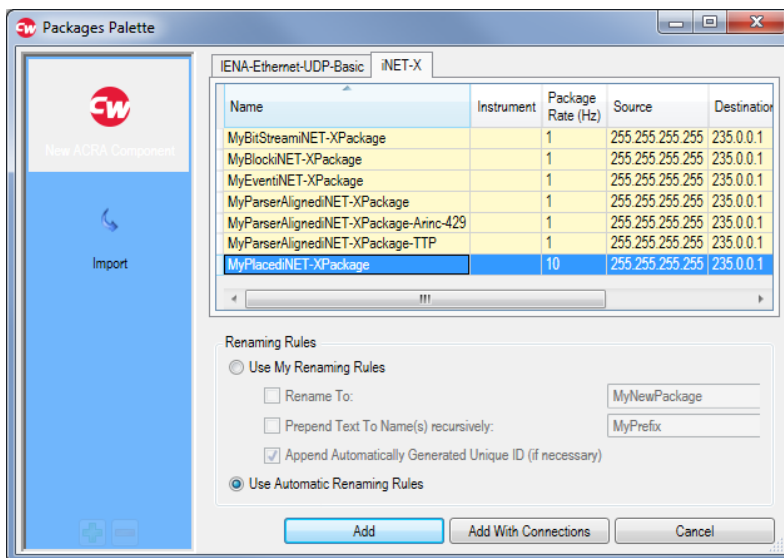 Packages Palette
CW
New ACRA Component
Import
IENA-Ethernet-UDP-Basic iNET-X
Name Instrument Package Rate (Hz) Source Destination
MyBitStreamiNET-XPackage 1 255.255.255.255 235.0.0.1
MyBlockiNET-XPackage 1 255.255.255.255 235.0.0.1
MyEventiNET-XPackage 1 255.255.255.255 235.0.0.1
MyParserAlignediNET-XPackage 1 255.255.255.255 235.0.0.1
MyParserAlignediNET-XPackage-Arinc-429 1 255.255.255.255 235.0.0.1
MyParserAlignediNET-XPackage-TTP 1 255.255.255.255 235.0.0.1
MyPlacediNET-XPackage 10 255.255.255.255 235.0.0.1
Renaming Rules
Use My Renaming Rules
Rename To: MyNewPackage
Prepend Text To Name(s) recursively: MyPrefix
Append Automatically Generated Unique ID (if necessary)
Use Automatic Renaming Rules
Add Add With Connections Cancel